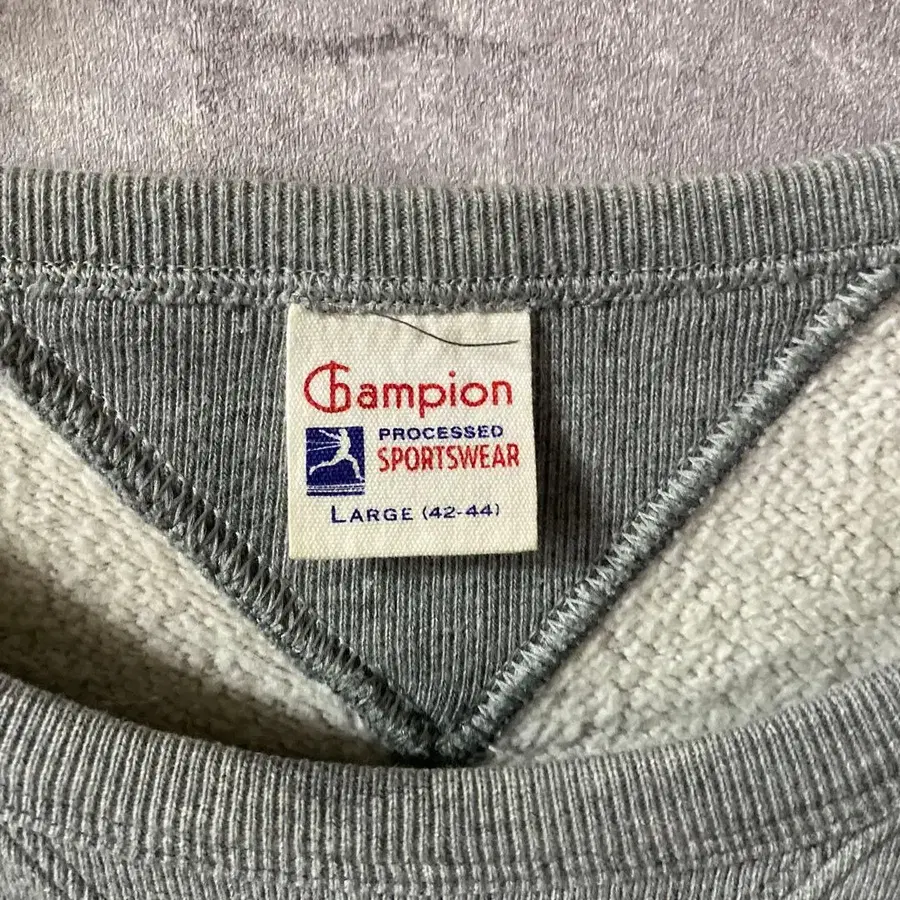 Champion
PROCESSED
SPORTSWEAR
LARGE (42-44)